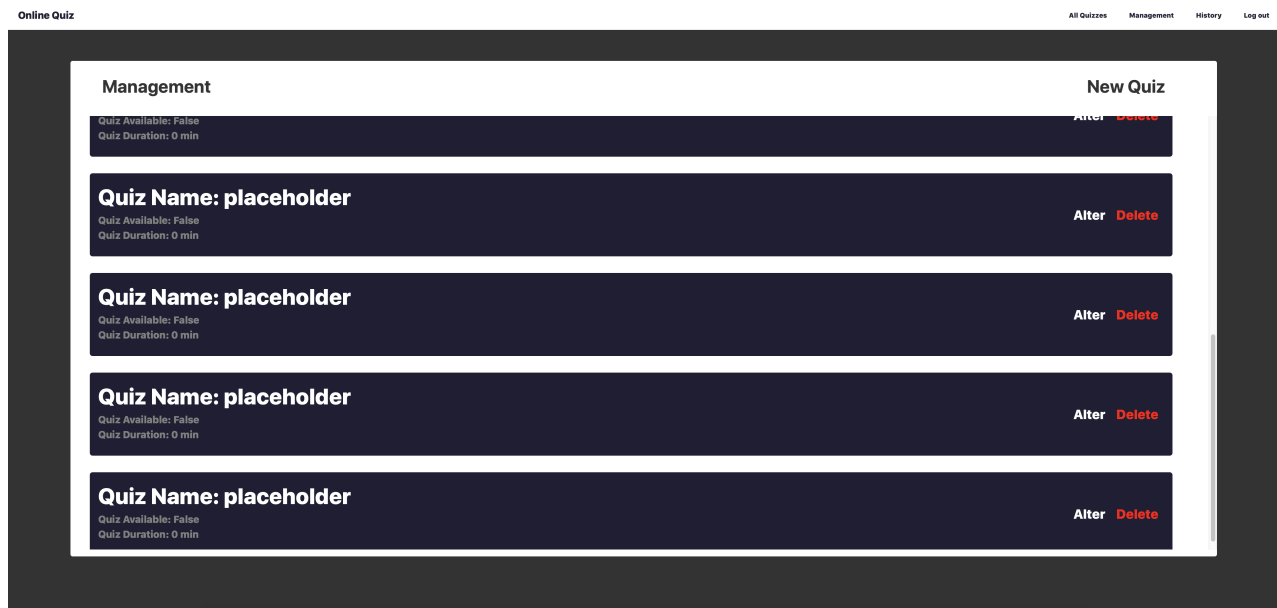 Online Quiz
All Quizzes Management History Log out
Management New Quiz
Quiz Available: False
Alter Delete
Quiz Duration: 0 min
Quiz Name: placeholder
Quiz Available: False
Alter Delete
Quiz Duration: 0 min
Quiz Name: placeholder
Quiz Available: False
Alter Delete
Quiz Duration: 0 min
Quiz Name: placeholder
Quiz Available: False
Alter Delete
Quiz Duration: 0 min
Quiz Name: placeholder
Quiz Available: False
Alter Delete
Quiz Duration: 0 min